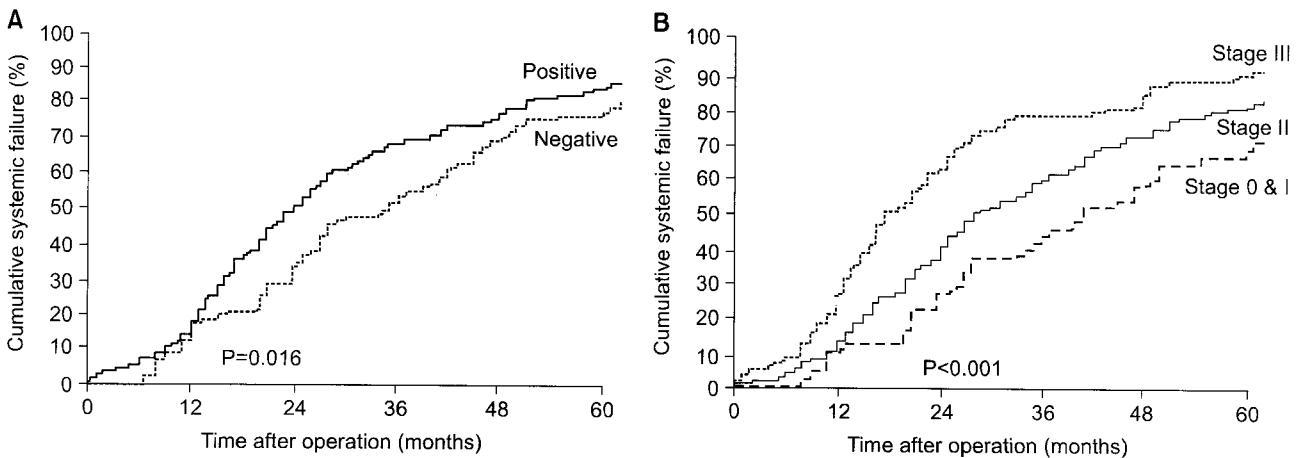 A
Cumulative systemic failure (%)
100
90
80
70
60
50
40
30
20
10
0
Positive
Negative
P=0.016
0 12 24 36 48 60
Time after operation (months)
B
Cumulative systemic failure (%)
100
90
80
70
60
50
40
30
20
10
0
Stage III
Stage II
Stage 0 & I
P<0.001
0 12 24 36 48 60
Time after operation (months)